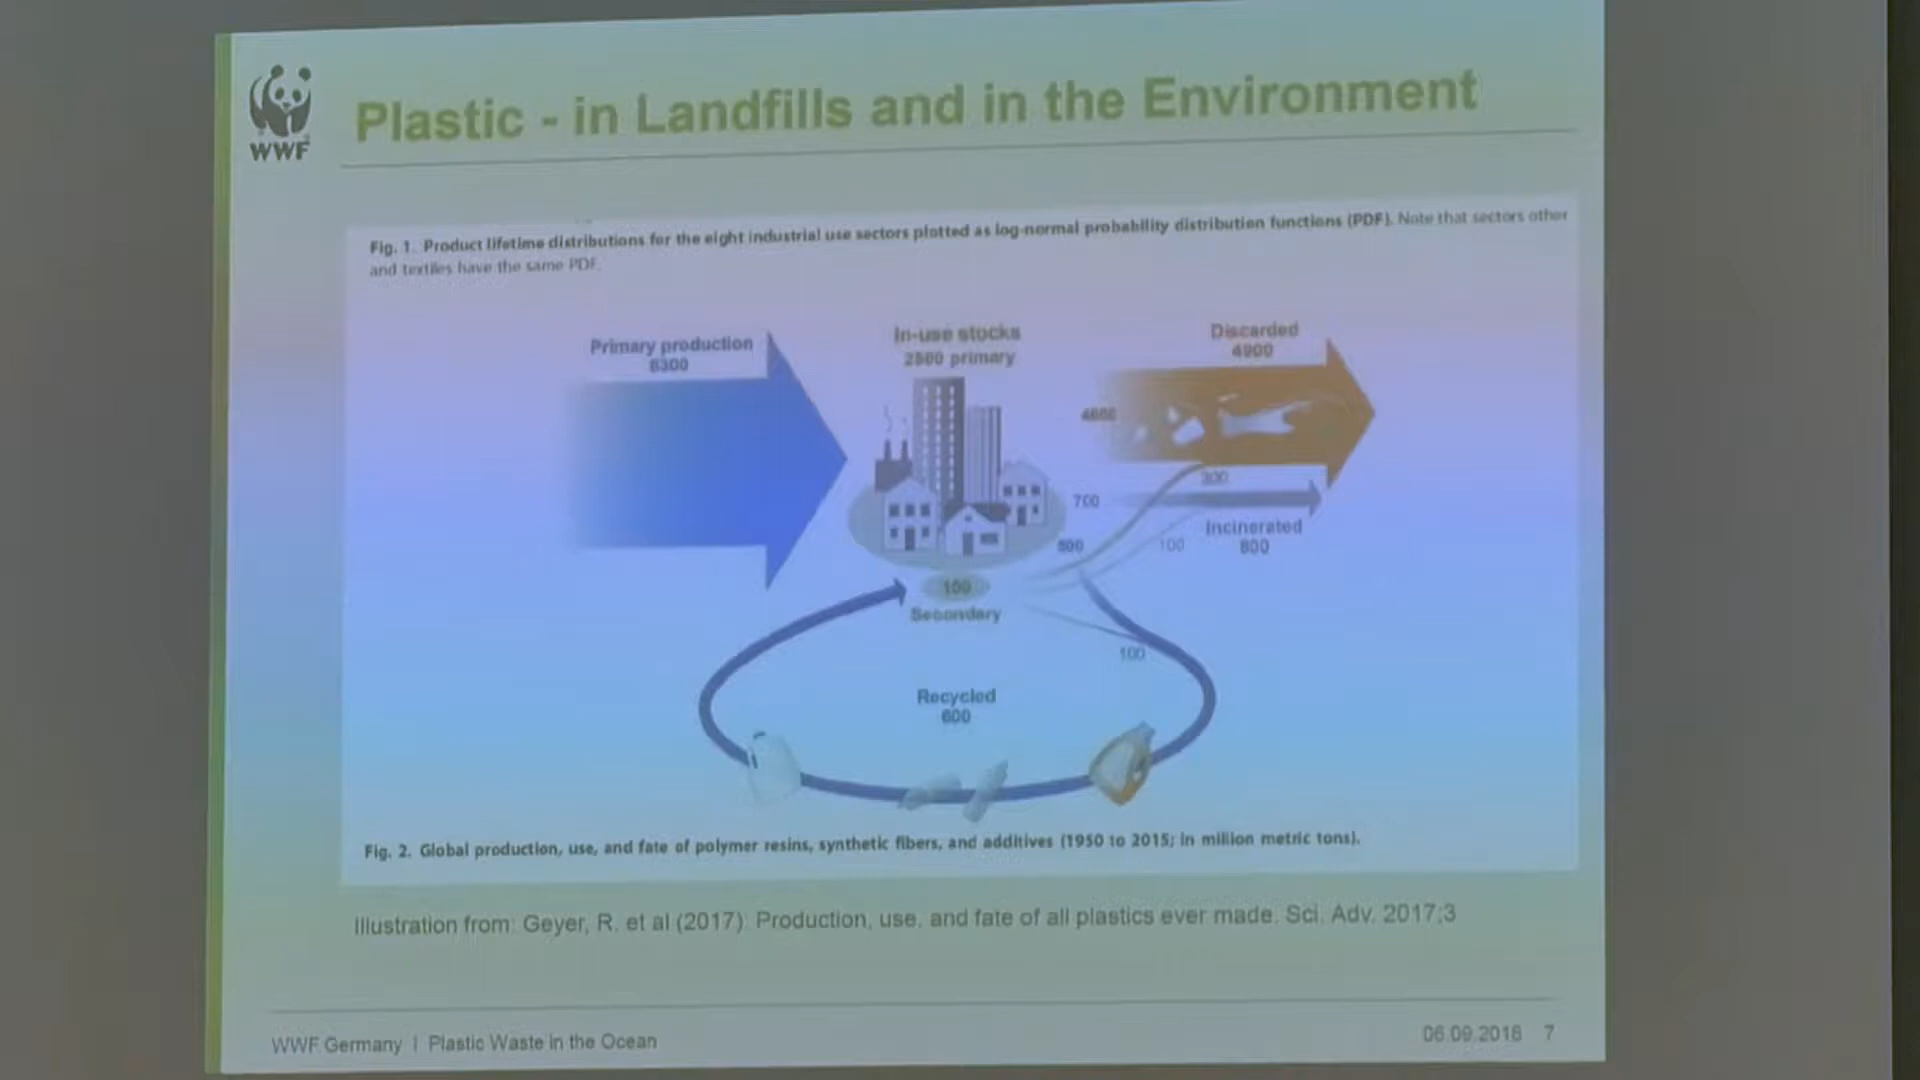 WWF
Plastic - in Landfills and in the Environment
Fig. 1. Product lifetime distributions for the eight industrial use sectors plotted as log-normal probability distribution functions (PDF). Note that sectors other
and textiles have the same PDF.
Primary production
8300
In-use stocks
2500 primary
Discarded
4900
4600
300
700
Incinerated
800
500
100
100
Secondary
100
Recycled
600
Fig. 2. Global production, use, and fate of polymer resins, synthetic fibers, and additives (1950 to 2015; in million metric tons).
Illustration from: Geyer, R. et al (2017): Production, use, and fate of all plastics ever made. Sci. Adv. 2017;3
WWF Germany | Plastic Waste in the Ocean
06.09.2018 7